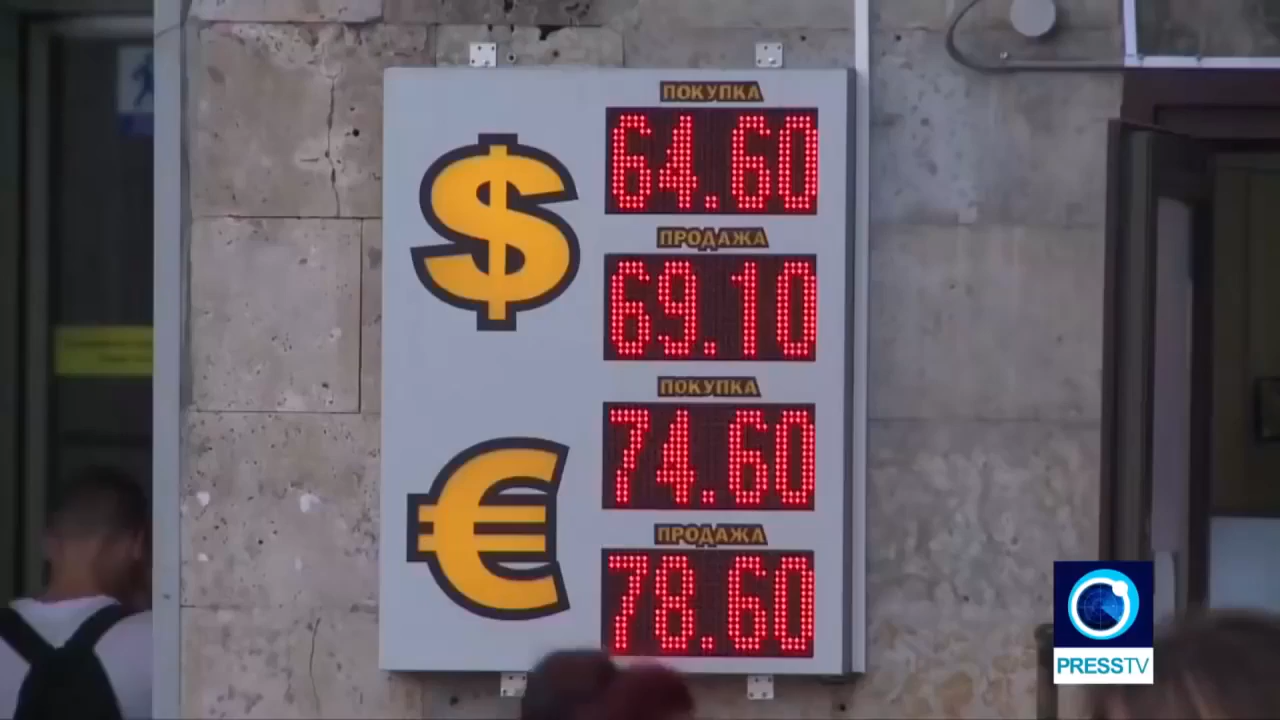 ПОКУПКА
$ 64.60
ПРОДАЖА
69.10
ПОКУПКА
€ 74.60
ПРОДАЖА
78.60
PRESSTV